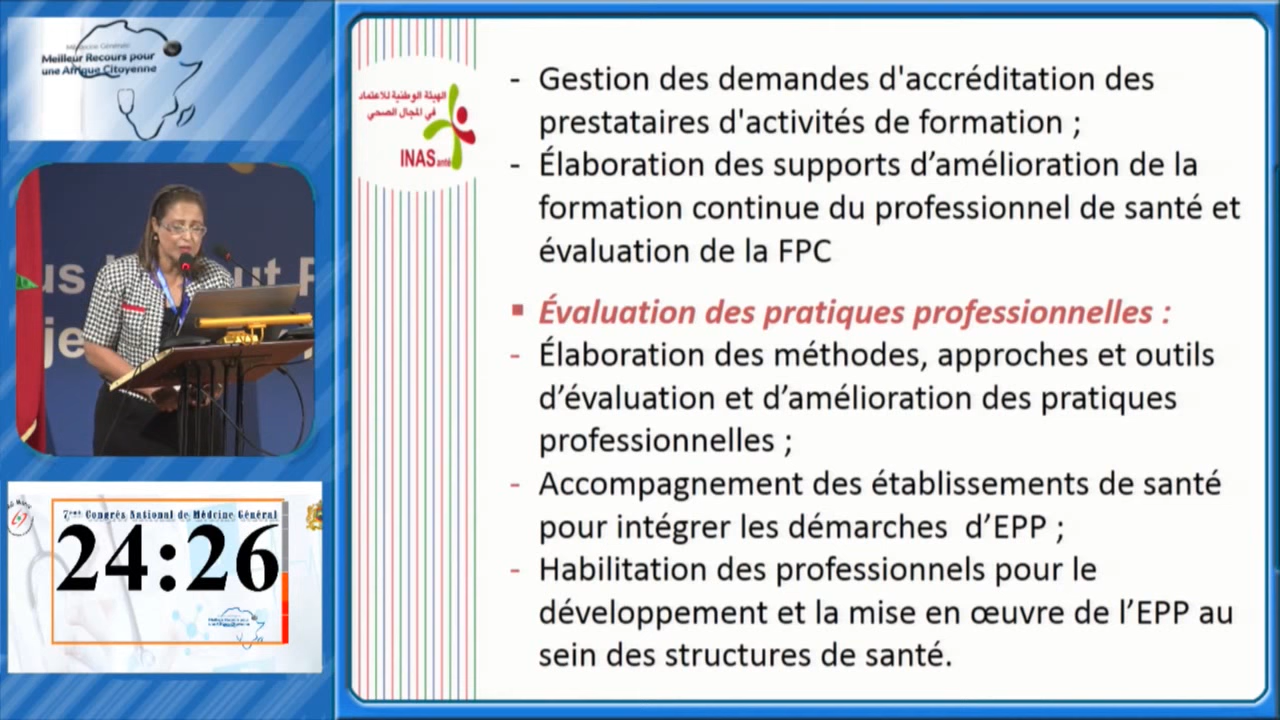 Médecine Générale:
Meilleur Recours pour
une Afrique Citoyenne
الهيئة الوطنية للاعتماد
في المجال الصحي
INASanté
- Gestion des demandes d'accréditation des
prestataires d'activités de formation ;
- Élaboration des supports d’amélioration de la
formation continue du professionnel de santé et
évaluation de la FPC
▪ Évaluation des pratiques professionnelles :
- Élaboration des méthodes, approches et outils
d’évaluation et d’amélioration des pratiques
professionnelles ;
- Accompagnement des établissements de santé
pour intégrer les démarches d’EPP ;
- Habilitation des professionnels pour le
développement et la mise en œuvre de l’EPP au
sein des structures de santé.
7ème Congrès National de Médcine Général
24:26